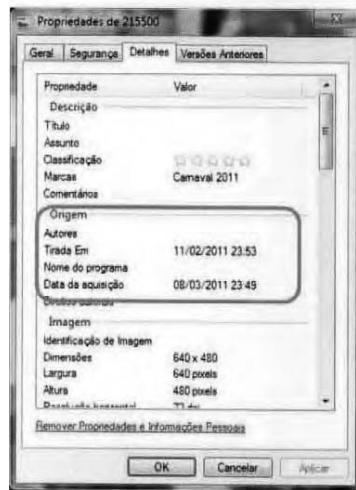 Propriedades de 215500
Geral Segurança Detalhes Versões Anteriores
Propriedade Valor
Descrição
Título
Assunto
Classificação
Marcas Carnaval 2011
Comentários
Origem
Autores
Tirada Em 11/02/2011 23:53
Nome do programa
Data da aquisição 08/03/2011 23:49
Direitos autorais
Imagem
Identificação de Imagem
Dimensões 640 x 480
Largura 640 pixels
Altura 480 pixels
Remover Propriedades e Informações Pessoais
OK Cancelar Aplicar